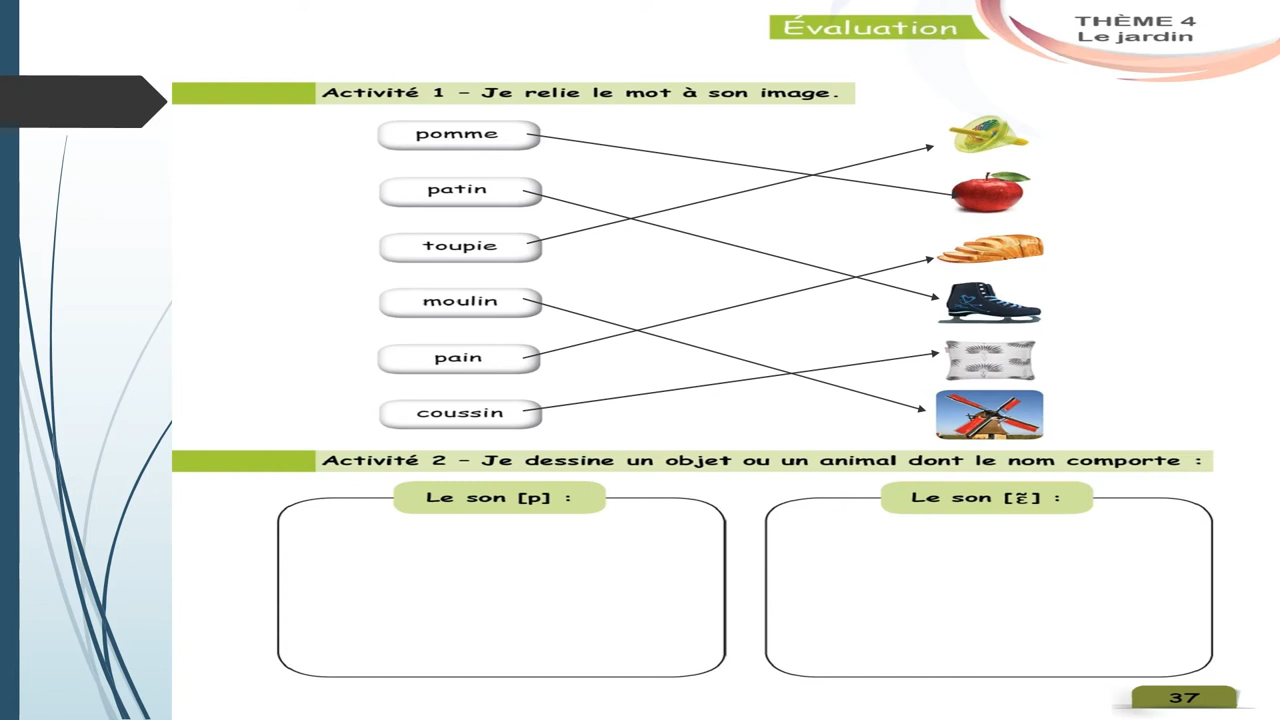 Évaluation
THÈME 4
Le jardin
Activité 1 – Je relie le mot à son image.
pomme
patin
toupie
moulin
pain
coussin
Activité 2 – Je dessine un objet ou un animal dont le nom comporte :
Le son [p] :
Le son [ɛ̃] :
37